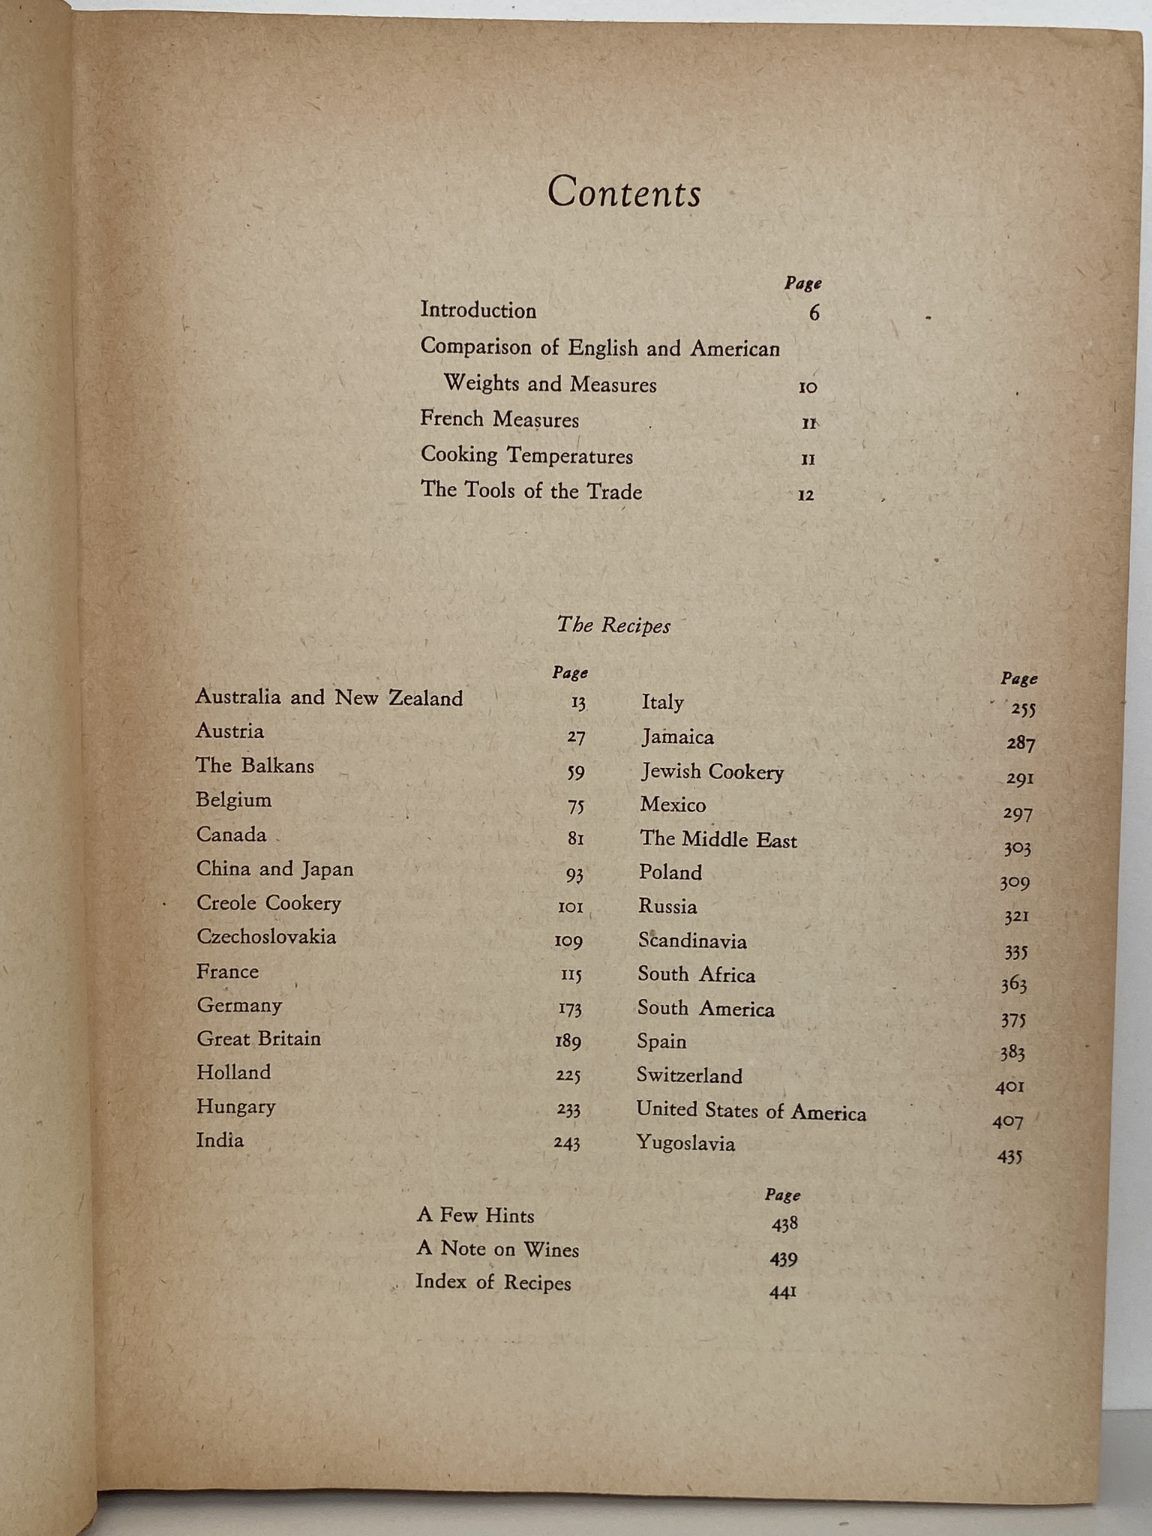 Contents
Page
Introduction 6
Comparison of English and American
Weights and Measures 10
French Measures 11
Cooking Temperatures 11
The Tools of the Trade 12
The Recipes
Page
Australia and New Zealand 13
Austria 27
The Balkans 59
Belgium 75
Canada 81
China and Japan 93
Creole Cookery 101
Czechoslovakia 109
France 115
Germany 173
Great Britain 189
Holland 225
Hungary 233
India 243
Page
Italy 255
Jamaica 287
Jewish Cookery 291
Mexico 297
The Middle East 303
Poland 309
Russia 321
Scandinavia 335
South Africa 363
South America 375
Spain 383
Switzerland 401
United States of America 407
Yugoslavia 435
Page
A Few Hints 438
A Note on Wines 439
Index of Recipes 441